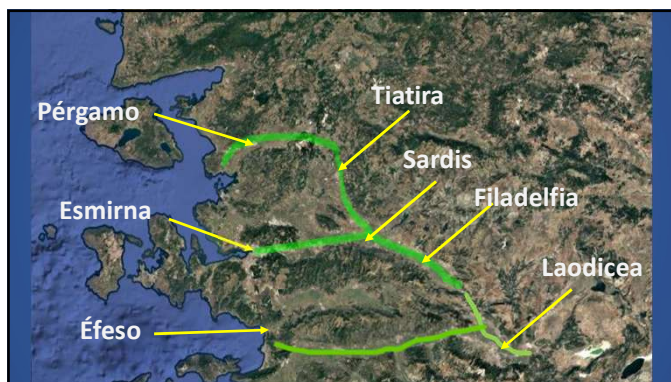 Pérgamo
Tiatira
Sardis
Esmirna
Filadelfia
Laodicea
Éfeso